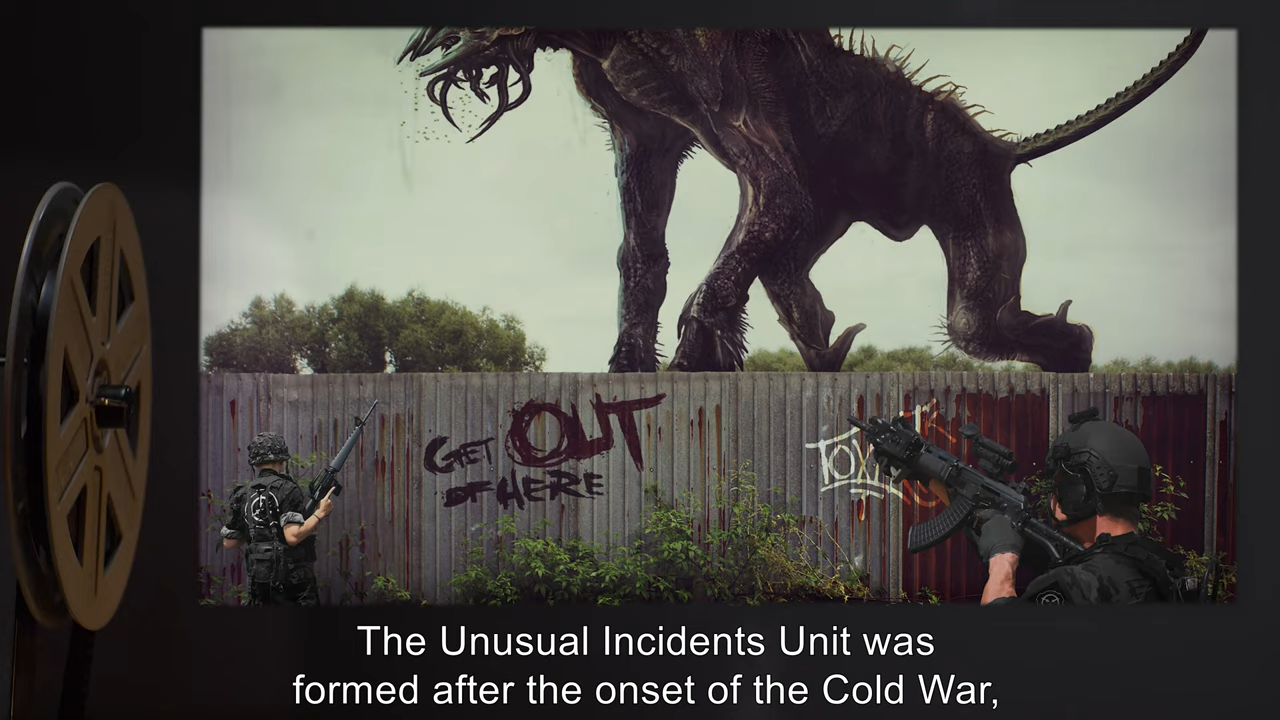 GET OUT
OF HERE
The Unusual Incidents Unit was
formed after the onset of the Cold War,